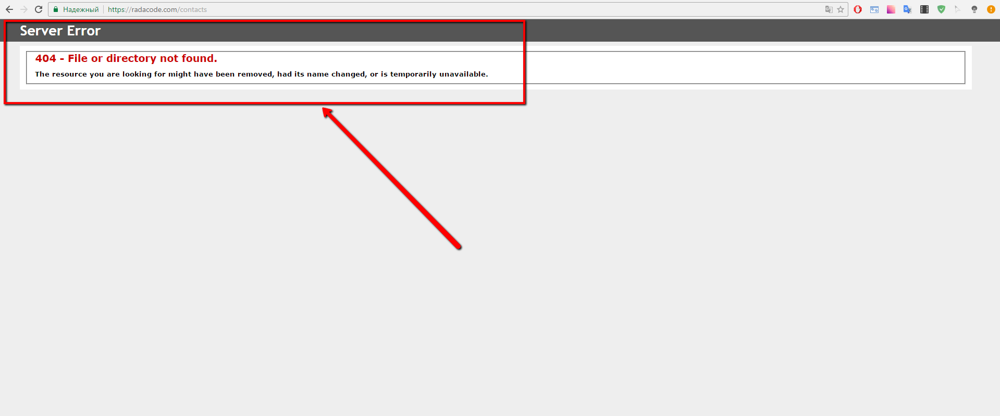 Надежный https://radacode.com/contacts
Server Error
404 - File or directory not found.
The resource you are looking for might have been removed, had its name changed, or is temporarily unavailable.